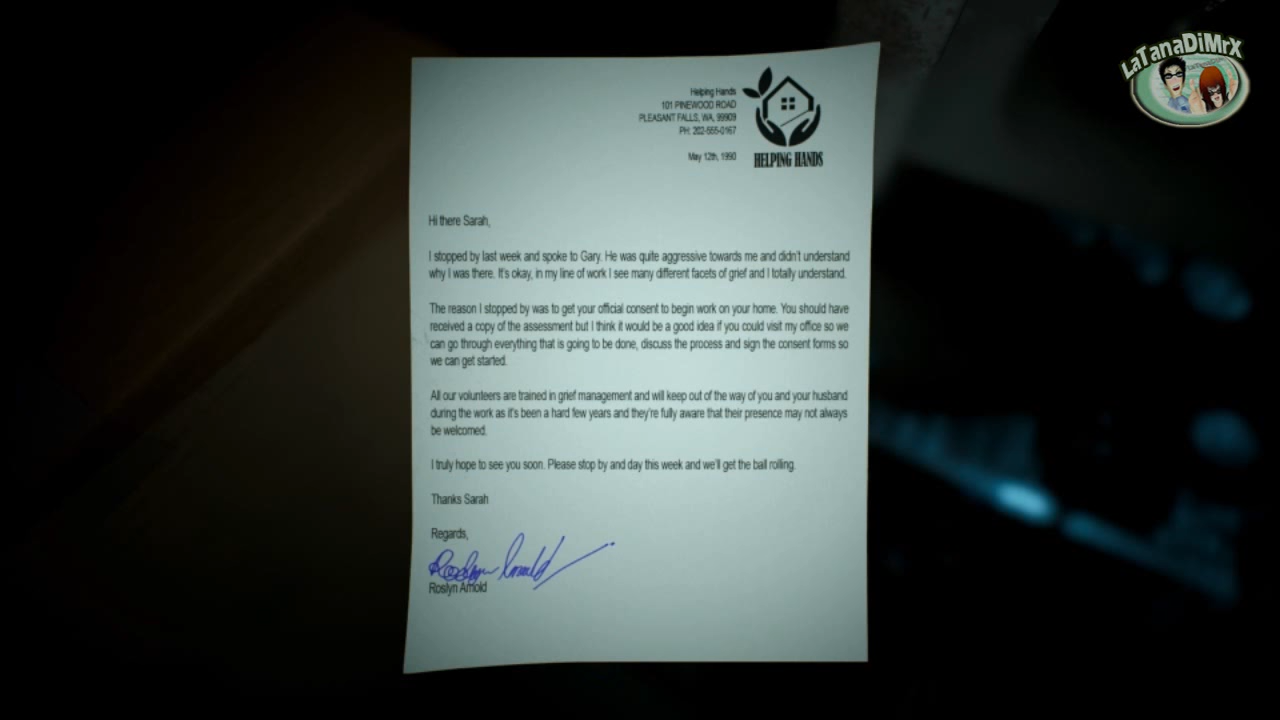 LaTanaDiMrX
Helping Hands
101 PINEWOOD ROAD
PLEASANT FALLS, WA, 99909
PH: 202-555-0167
May 12th, 1990
HELPING HANDS
Hi there Sarah,
I stopped by last week and spoke to Gary. He was quite aggressive towards me and didn't understand
why I was there. It's okay, in my line of work I see many different facets of grief and I totally understand.
The reason I stopped by was to get your official consent to begin work on your home. You should have
received a copy of the assessment but I think it would be a good idea if you could visit my office so we
can go through everything that is going to be done, discuss the process and sign the consent forms so
we can get started.
All our volunteers are trained in grief management and will keep out of the way of you and your husband
during the work as it's been a hard few years and they're fully aware that their presence may not always
be welcomed.
I truly hope to see you soon. Please stop by and day this week and we'll get the ball rolling.
Thanks Sarah
Regards,
Roslyn Arnold
Roslyn Arnold